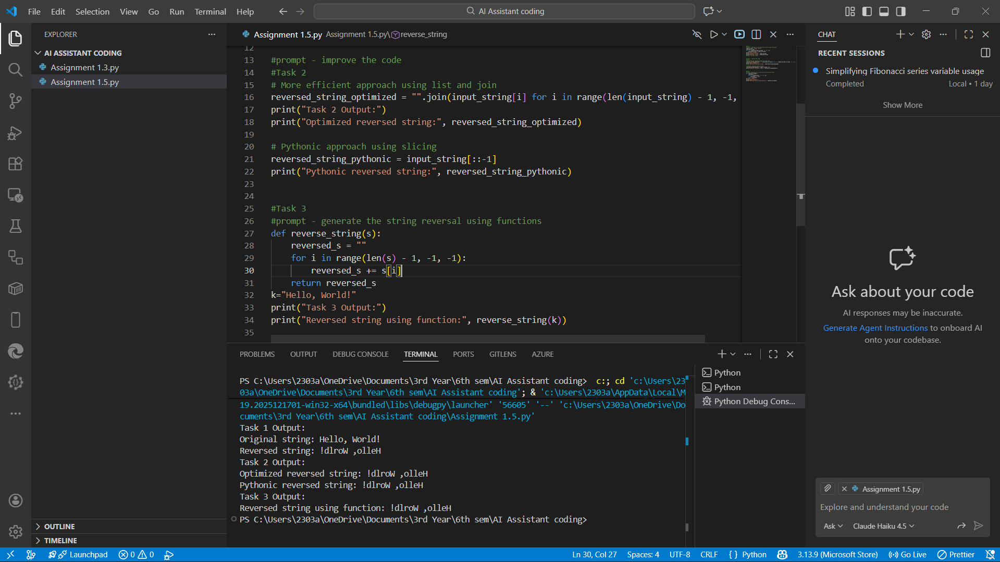 File Edit Selection View Go Run Terminal Help
AI Assistant coding
EXPLORER
AI ASSISTANT CODING
Assignment 1.3.py
Assignment 1.5.py
OUTLINE
TIMELINE
Assignment 1.5.py Assignment 1.5.py\reverse_string
12
13 #prompt - improve the code
14 #Task 2
15 # More efficient approach using list and join
16 reversed_string_optimized = "".join(input_string[i] for i in range(len(input_string) - 1, -1,
17 print("Task 2 Output:")
18 print("Optimized reversed string:", reversed_string_optimized)
19
20 # Pythonic approach using slicing
21 reversed_string_pythonic = input_string[::-1]
22 print("Pythonic reversed string:", reversed_string_pythonic)
23
24
25 #Task 3
26 #prompt - generate the string reversal using functions
27 def reverse_string(s):
28 reversed_s = ""
29 for i in range(len(s) - 1, -1, -1):
30 reversed_s += s[i]
31 return reversed_s
32 k="Hello, World!"
33 print("Task 3 Output:")
34 print("Reversed string using function:", reverse_string(k))
35
PROBLEMS OUTPUT DEBUG CONSOLE TERMINAL PORTS GITLENS AZURE
PS C:\Users\2303a\OneDrive\Documents\3rd Year\6th sem\AI Assistant coding> c:; cd 'c:\Users\23
03a\OneDrive\Documents\3rd Year\6th sem\AI Assistant coding'; & 'c:\Users\2303a\AppData\Local\M
19.2025121701-win32-x64\bundled\libs\debugpy\launcher' '56605' '--' 'c:\Users\2303a\OneDrive\Do
cuments\3rd Year\6th sem\AI Assistant coding\Assignment 1.5.py'
Task 1 Output:
Original string: Hello, World!
Reversed string: !dlroW ,olleH
Task 2 Output:
Optimized reversed string: !dlroW ,olleH
Pythonic reversed string: !dlroW ,olleH
Task 3 Output:
Reversed string using function: !dlroW ,olleH
PS C:\Users\2303a\OneDrive\Documents\3rd Year\6th sem\AI Assistant coding>
Python
Python
Python Debug Cons...
CHAT
RECENT SESSIONS
Simplifying Fibonacci series variable usage
Completed Local • 1 day
Show More
Ask about your code
AI responses may be inaccurate.
Generate Agent Instructions to onboard AI
onto your codebase.
Assignment 1.5.py
Explore and understand your code
Ask Claude Haiku 4.5
Launchpad 0 0 Ln 30, Col 27 Spaces: 4 UTF-8 CRLF { } Python 3.13.9 (Microsoft Store) Go Live Prettier